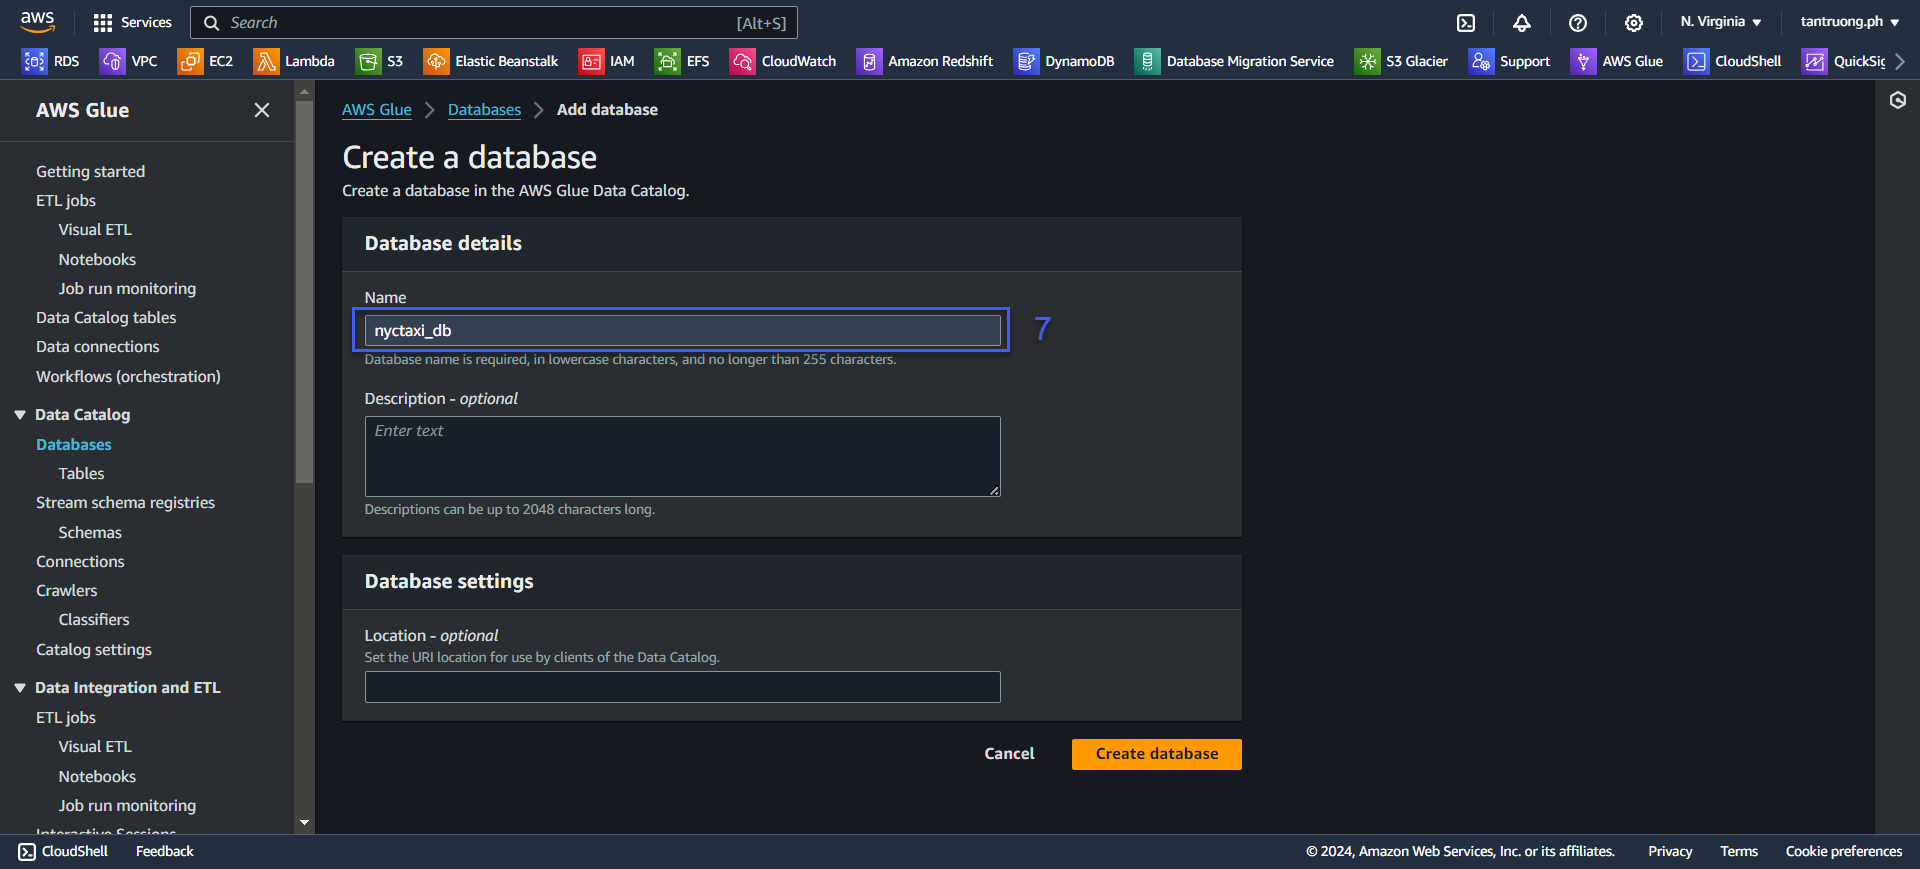 aws Services Search [Alt+S] N. Virginia tantruong.ph
RDS VPC EC2 Lambda S3 Elastic Beanstalk IAM EFS CloudWatch Amazon Redshift DynamoDB Database Migration Service S3 Glacier Support AWS Glue CloudShell QuickSig
AWS Glue
Getting started
ETL jobs
Visual ETL
Notebooks
Job run monitoring
Data Catalog tables
Data connections
Workflows (orchestration)
Data Catalog
Databases
Tables
Stream schema registries
Schemas
Connections
Crawlers
Classifiers
Catalog settings
Data Integration and ETL
ETL jobs
Visual ETL
Notebooks
Job run monitoring
Interactive Sessions
AWS Glue Databases Add database
Create a database
Create a database in the AWS Glue Data Catalog.
Database details
Name
nyctaxi_db 7
Database name is required, in lowercase characters, and no longer than 255 characters.
Description - optional
Enter text
Descriptions can be up to 2048 characters long.
Database settings
Location - optional
Set the URI location for use by clients of the Data Catalog.
Cancel Create database
CloudShell Feedback © 2024, Amazon Web Services, Inc. or its affiliates. Privacy Terms Cookie preferences